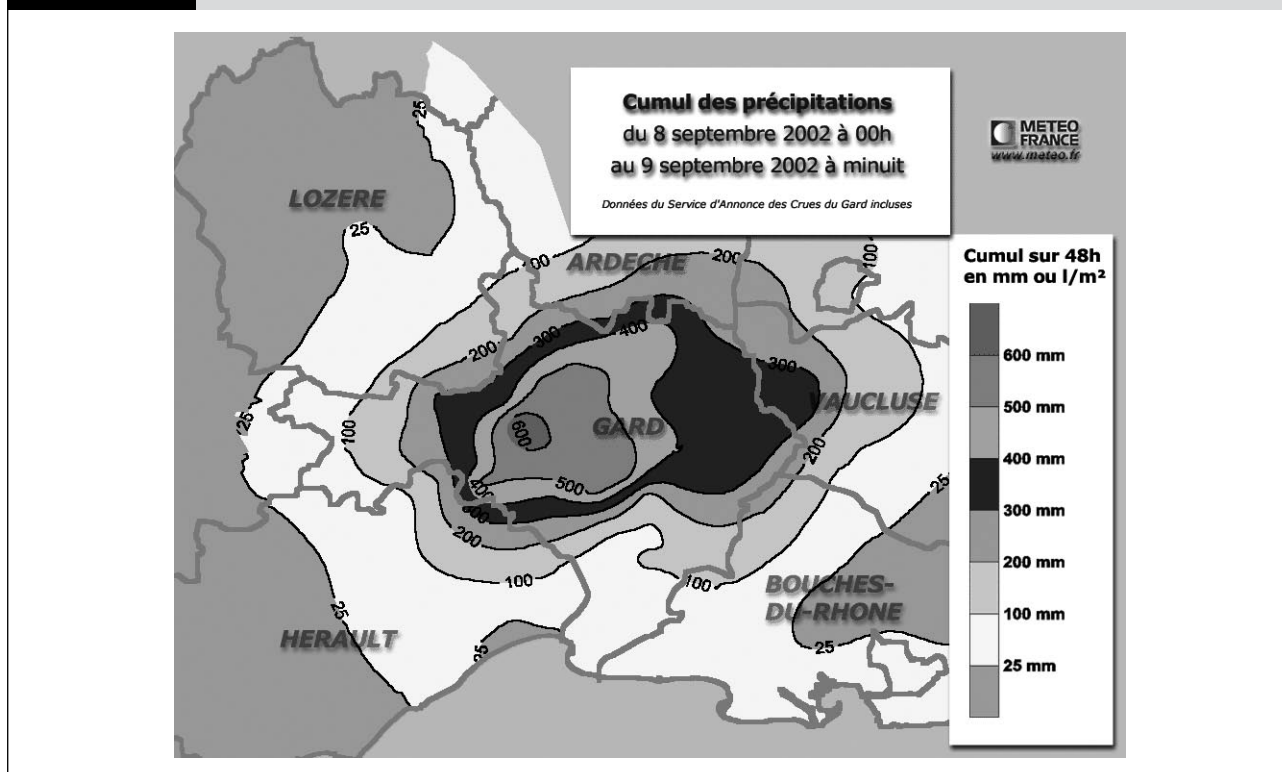 Cumul des précipitations
du 8 septembre 2002 à 00h
au 9 septembre 2002 à minuit
Données du Service d'Annonce des Crues du Gard incluses
METEO
FRANCE
www.meteo.fr
Cumul sur 48h
en mm ou l/m²
600 mm
500 mm
400 mm
300 mm
200 mm
100 mm
25 mm
25
LOZERE
25
100
ARDECHE
200
100
200
300
400
300
VAUCLUSE
25
100
600
GARD
200
400
500
25
300
200
100
100
BOUCHES-
DU-RHONE
25
HERAULT
25
25